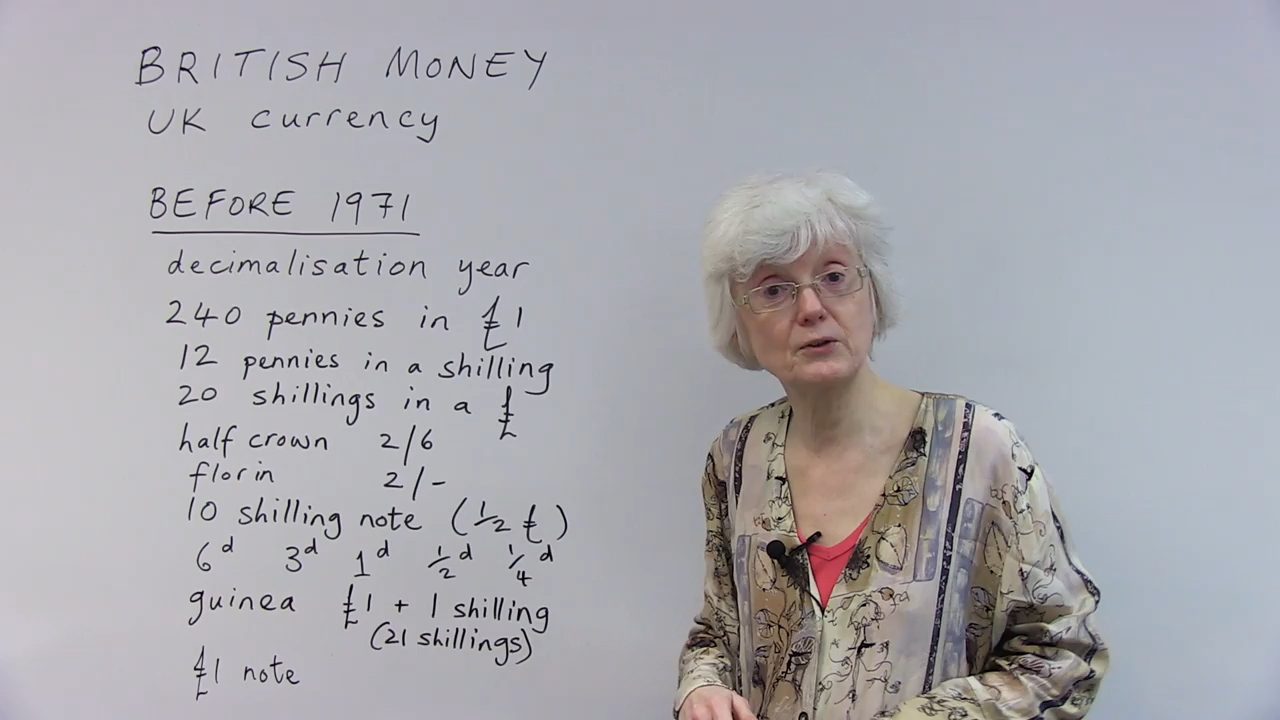 BRITISH MONEY
UK currency
BEFORE 1971
decimalisation year
240 pennies in £1
12 pennies in a shilling
20 shillings in a £
half crown 2/6
florin 2/-
10 shilling note (1/2 £)
6d 3d 1d 1/2d 1/4d
guinea £1 + 1 shilling
(21 shillings)
£1 note